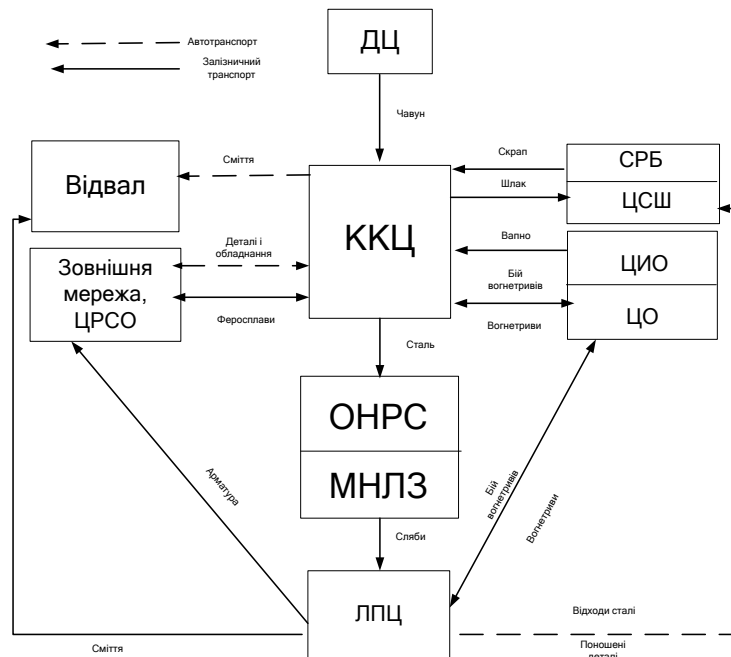 Автотранспорт
Залізничний
транспорт
ДЦ
Чавун
Відвал
Сміття
ККЦ
Скрап
Шлак
СРБ
ЦСШ
Зовнішня
мережа,
ЦРСО
Деталі і
обладнання
Феросплави
Вапно
Бій
вогнетривів
Вогнетриви
ЦИО
ЦО
Сталь
ОНРС
МНЛЗ
Арматура
Бій
вогнетривів
Вогнетриви
Сляби
ЛПЦ
Сміття
Відходи сталі
Поношені
деталі